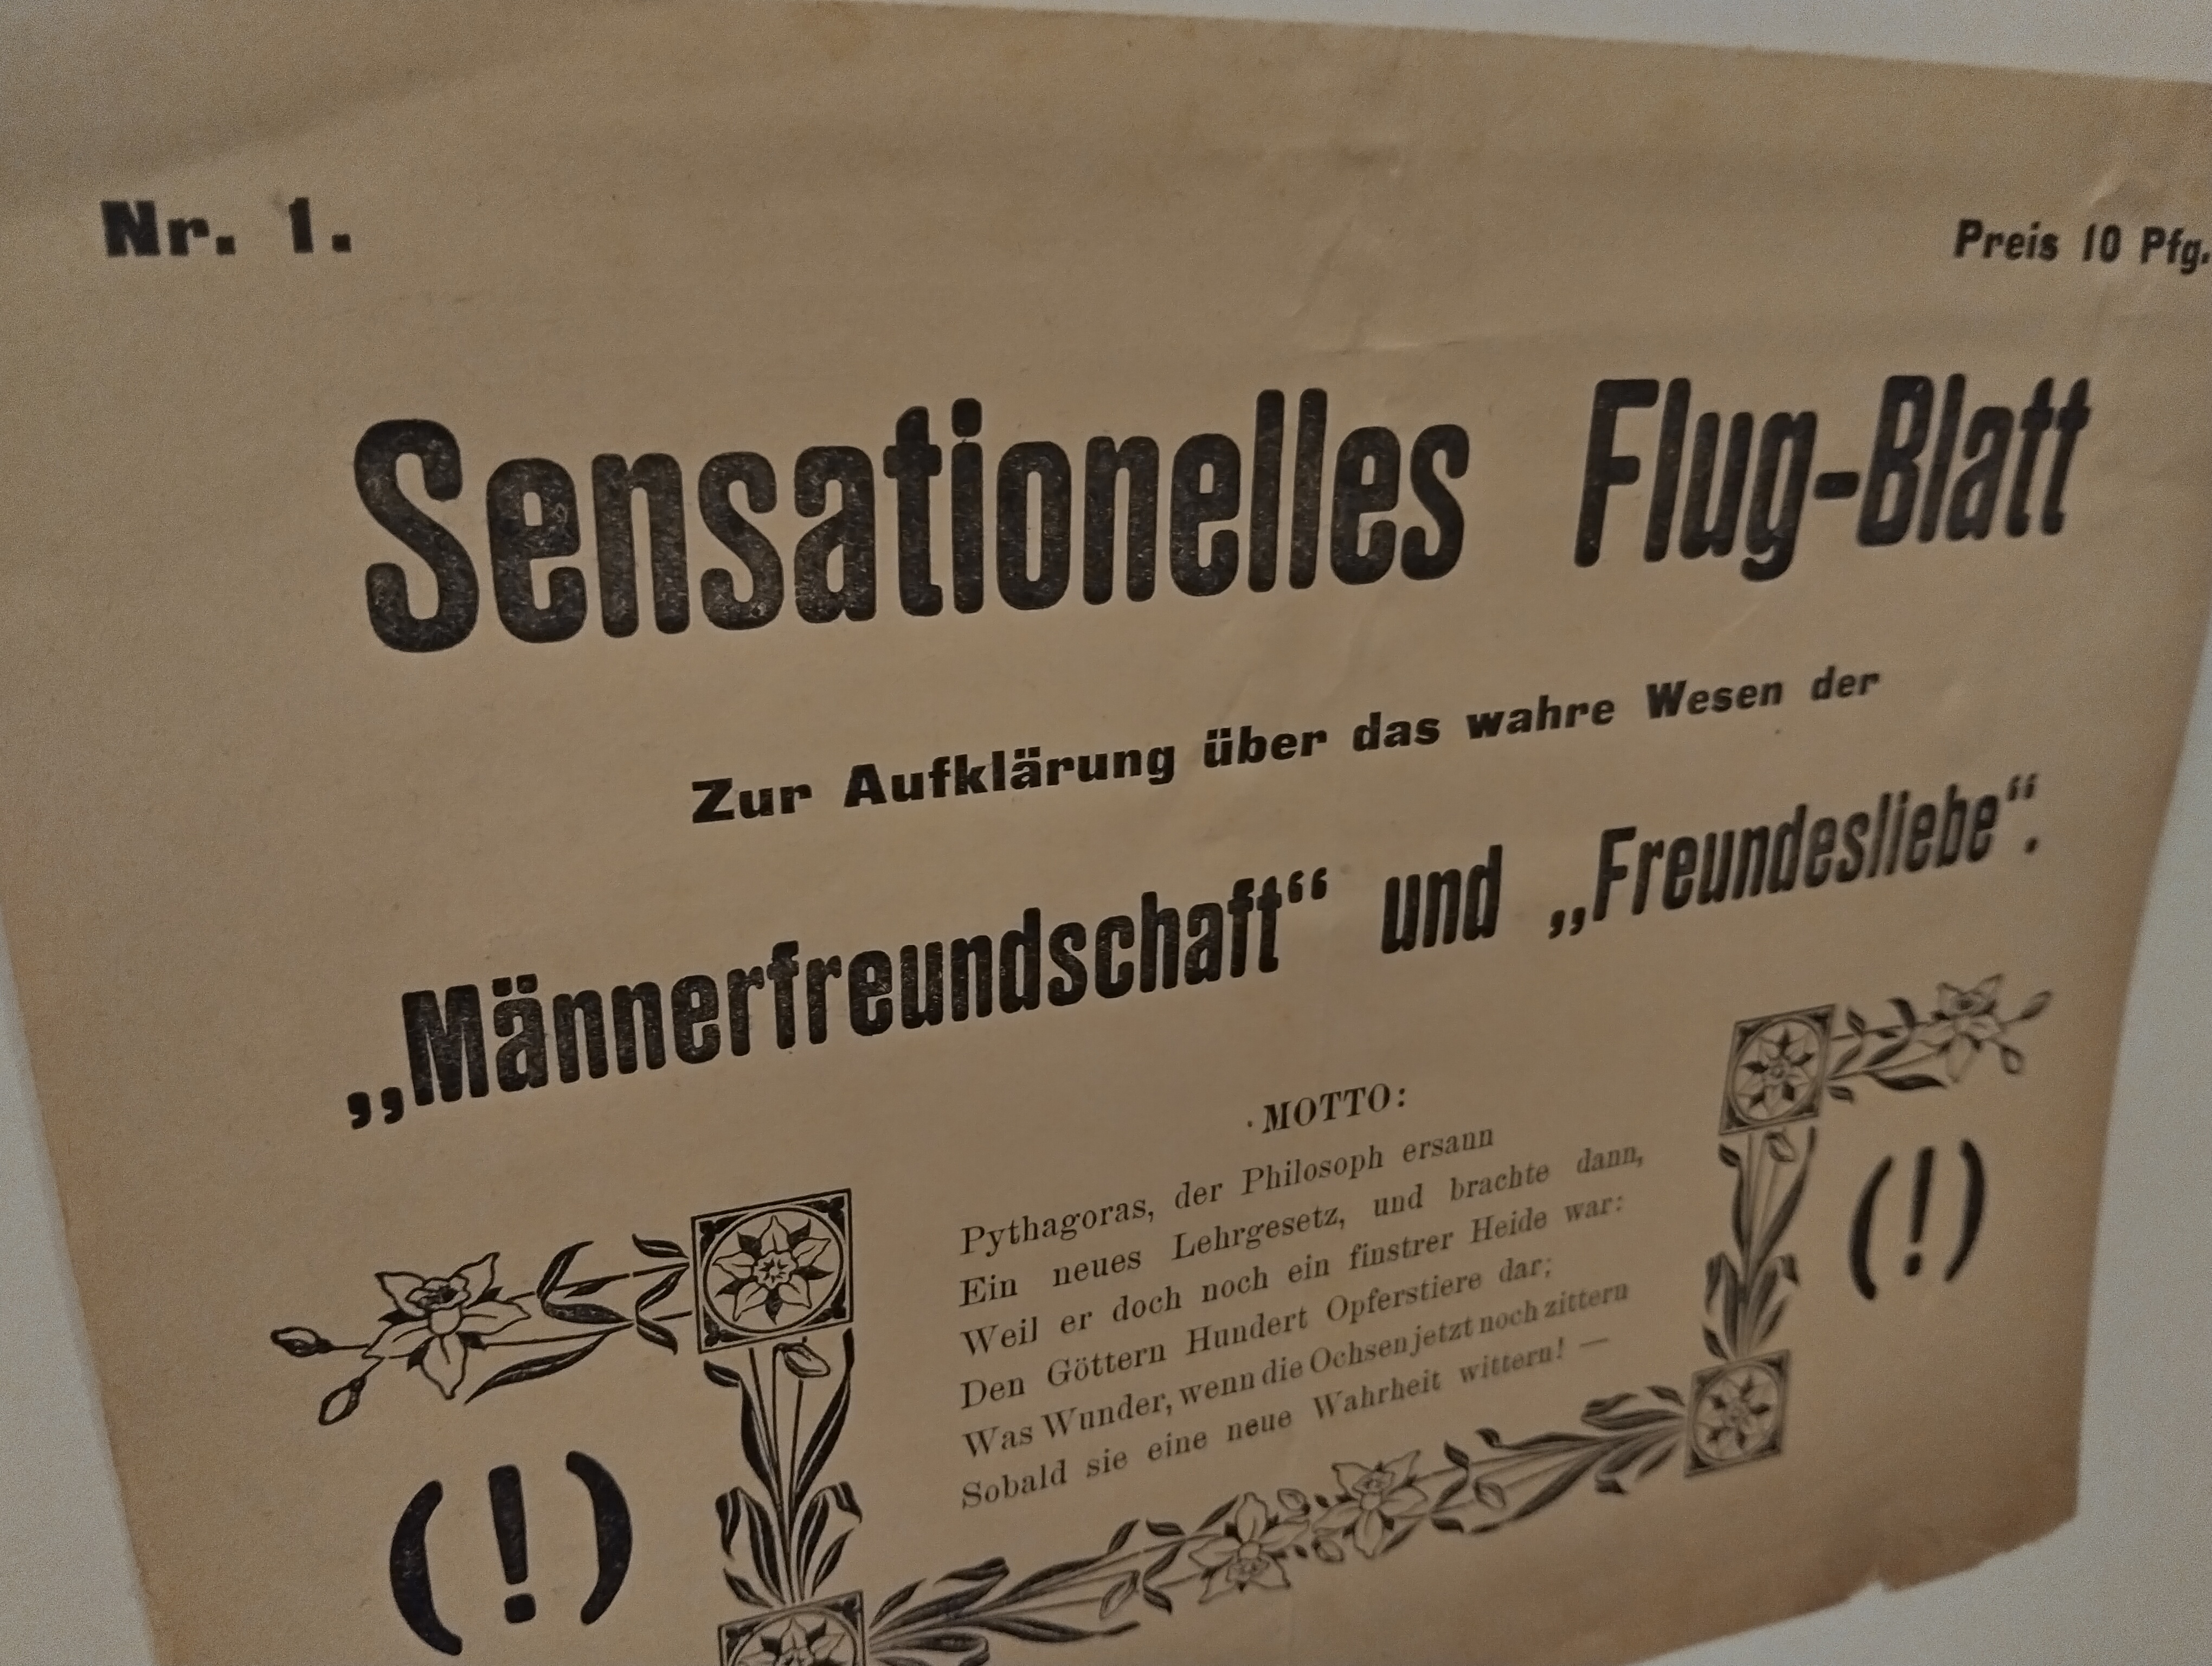 Nr. 1.
Preis 10 Pfg.
Sensationelles Flug-Blatt
Zur Aufklärung über das wahre Wesen der
„Männerfreundschaft“ und „Freundesliebe“.
MOTTO:
Pythagoras, der Philosoph ersann
Ein neues Lehrgesetz, und brachte dann,
Weil er doch noch ein finstrer Heide war:
Den Göttern Hundert Opferstiere dar;
Was Wunder, wenn die Ochsen jetzt noch zittern
Sobald sie eine neue Wahrheit wittern! —
(!)
(!)